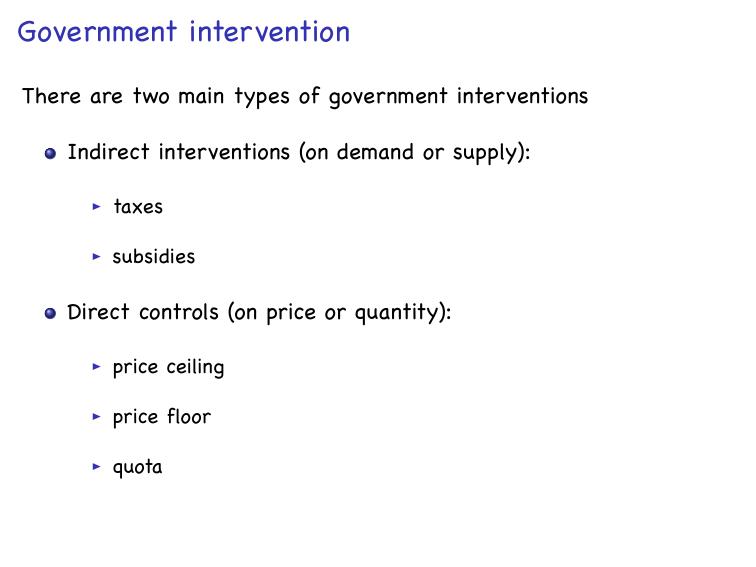 Government intervention
There are two main types of government interventions
Indirect interventions (on demand or supply):
taxes
subsidies
Direct controls (on price or quantity):
price ceiling
price floor
quota